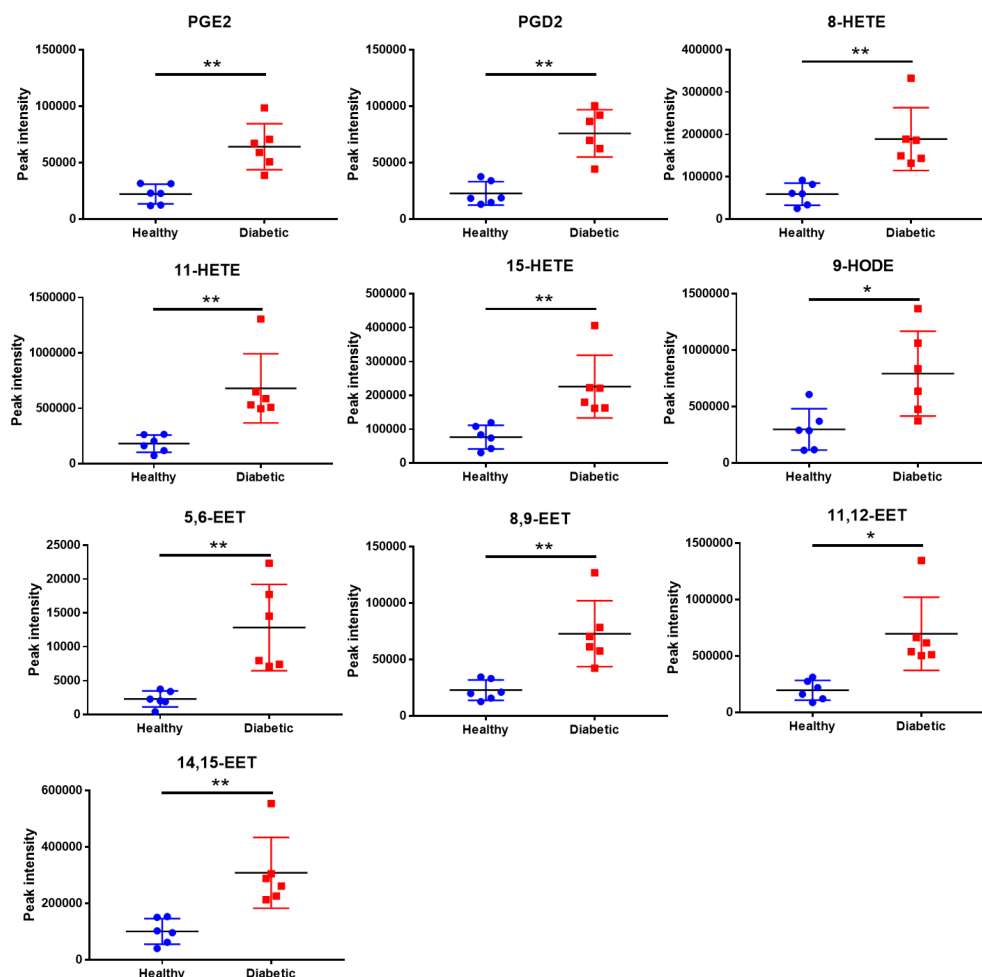 PGE2
150000
**
100000
50000
0
Peak intensity
Healthy
Diabetic
PGD2
150000
**
100000
50000
0
Peak intensity
Healthy
Diabetic
8-HETE
400000
**
300000
200000
100000
0
Peak intensity
Healthy
Diabetic
11-HETE
1500000
**
1000000
500000
0
Peak intensity
Healthy
Diabetic
15-HETE
500000
**
400000
300000
200000
100000
0
Peak intensity
Healthy
Diabetic
9-HODE
1500000
*
1000000
500000
0
Peak intensity
Healthy
Diabetic
5,6-EET
25000
**
20000
15000
10000
5000
0
Peak intensity
Healthy
Diabetic
8,9-EET
150000
**
100000
50000
0
Peak intensity
Healthy
Diabetic
11,12-EET
1500000
*
1000000
500000
0
Peak intensity
Healthy
Diabetic
14,15-EET
600000
**
400000
200000
0
Peak intensity
Healthy
Diabetic